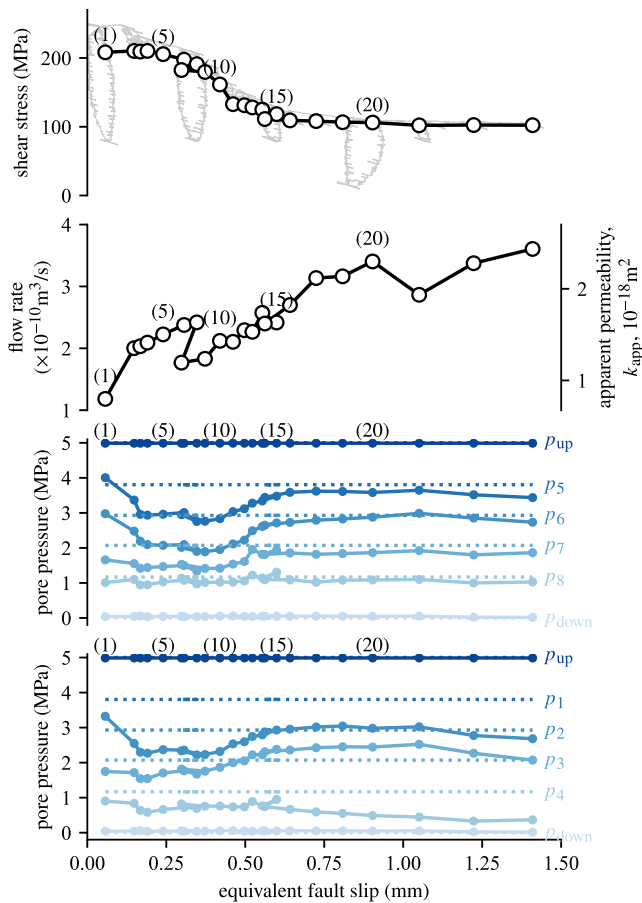 (1)
(5)
(10)
(15)
(20)
200
100
0
shear stress (MPa)
4
3
2
1
flow rate
(×10⁻¹⁰m³/s)
(1)
(5)
(10)
(15)
(20)
2
1
apparent permeability,
k_app, 10⁻¹⁸m²
(1)
(5)
(10)
(15)
(20)
5
4
3
2
1
0
pore pressure (MPa)
p_up
p_5
p_6
p_7
p_8
p_down
(1)
(5)
(10)
(15)
(20)
5
4
3
2
1
0
pore pressure (MPa)
p_up
p_1
p_2
p_3
p_4
p_down
0.00
0.25
0.50
0.75
1.00
1.25
1.50
equivalent fault slip (mm)